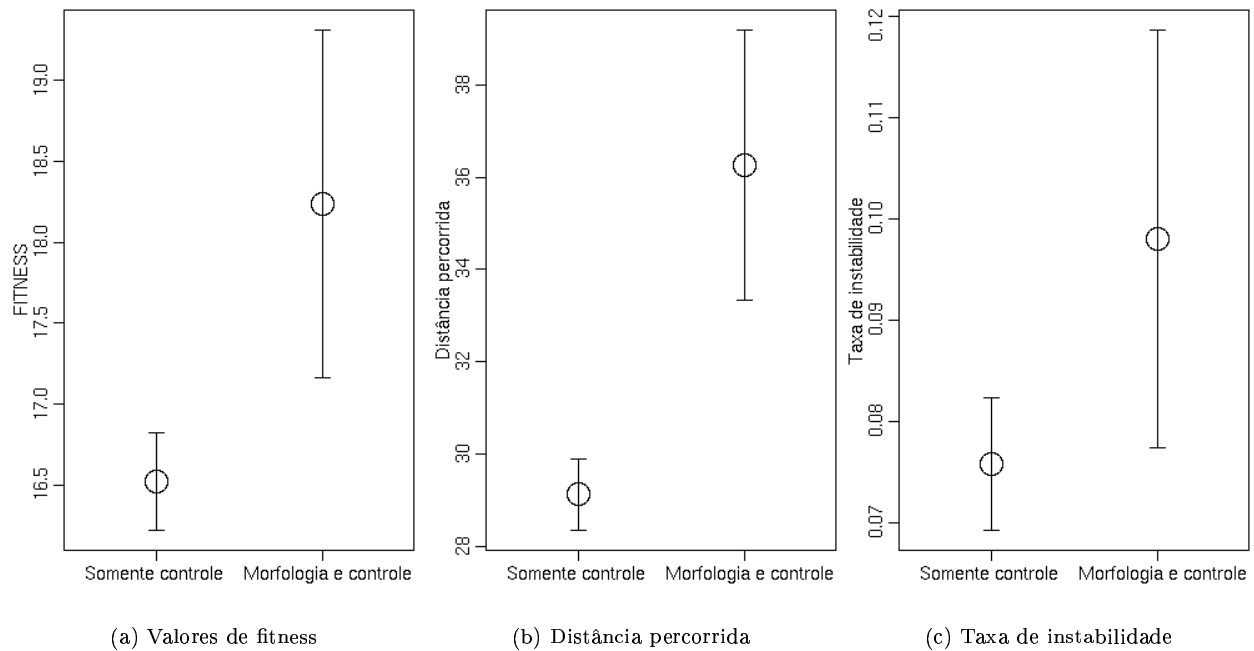 FITNESS
19.0
18.5
18.0
17.5
17.0
16.5
Somente controle Morfologia e controle
(a) Valores de fitness
Distância percorrida
38
36
34
32
30
28
Somente controle Morfologia e controle
(b) Distância percorrida
Taxa de instabilidade
0.12
0.11
0.10
0.09
0.08
0.07
Somente controle Morfologia e controle
(c) Taxa de instabilidade